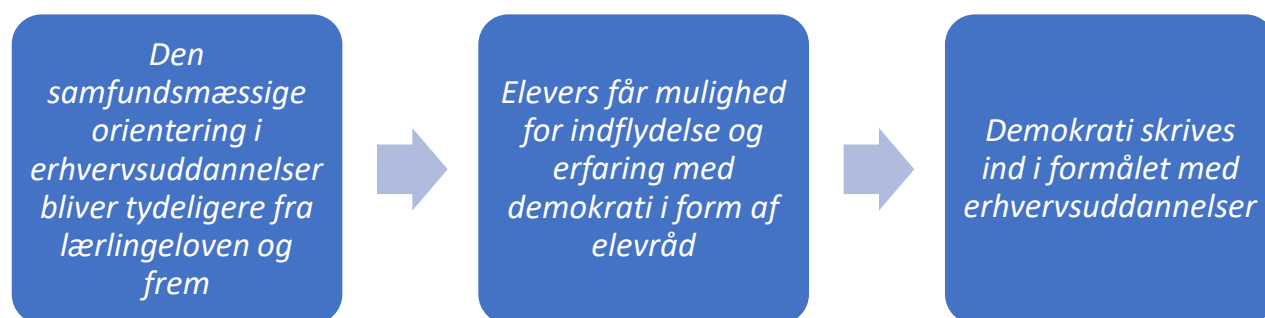 Den
samfundsmæssige
orientering i
erhvervsuddannelser
bliver tydeligere fra
lærlingeloven og
frem
Elevers får mulighed
for indflydelse og
erfaring med
demokrati i form af
elevråd
Demokrati skrives
ind i formålet med
erhvervsuddannelser